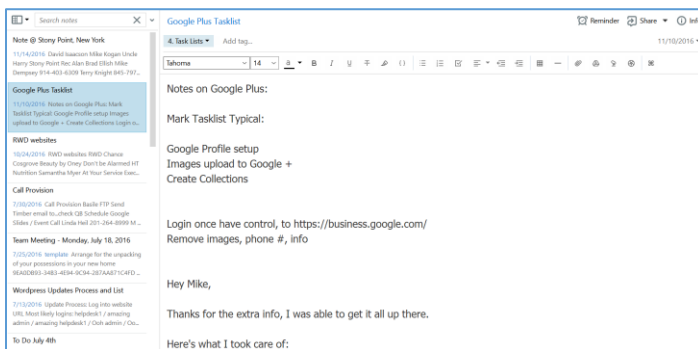 Search notes
Note @ Stony Point, New York
11/14/2016 David Isaacson Mike Kogan Uncle
Harry Stony Point Rec Alan Brad Ellish Mike
Dempsey 914-403-6309 Terry Knight 845-797...
Google Plus Tasklist
11/10/2016 Notes on Google Plus: Mark
Tasklist Typical: Google Profile setup Images
upload to Google + Create Collections Login o...
RWD websites
10/24/2016 RWD websites RWD Chance
Cosgrove Beauty by Oney Don't be Alarmed HT
Nutrition Samantha Myer At Your Service Exec...
Call Provision
7/30/2016 Call Provision Basile FTP Send
Timber email to...check QB Schedule Google
Slides / Event Call Linda Heil 201-264-8999 M ...
Team Meeting - Monday, July 18, 2016
7/25/2016 template: Arrange for the unpacking
of your possessions in your new home
Wordpress Updates Process and List
7/13/2016 Update Process: Log into website
URL Most likely logins: helpdesk1 / amazing
admin / amazing helpdesk1 / Ooh admin / Oo...
To Do July 4th
Google Plus Tasklist
Reminder Share Info
4. Task Lists Add tag...
11/10/2016
Tahoma 14 a B I U T
Notes on Google Plus:
Mark Tasklist Typical:
Google Profile setup
Images upload to Google +
Create Collections
Login once have control, to https://business.google.com/
Remove images, phone #, info
Hey Mike,
Thanks for the extra info, I was able to get it all up there.
Here's what I took care of: